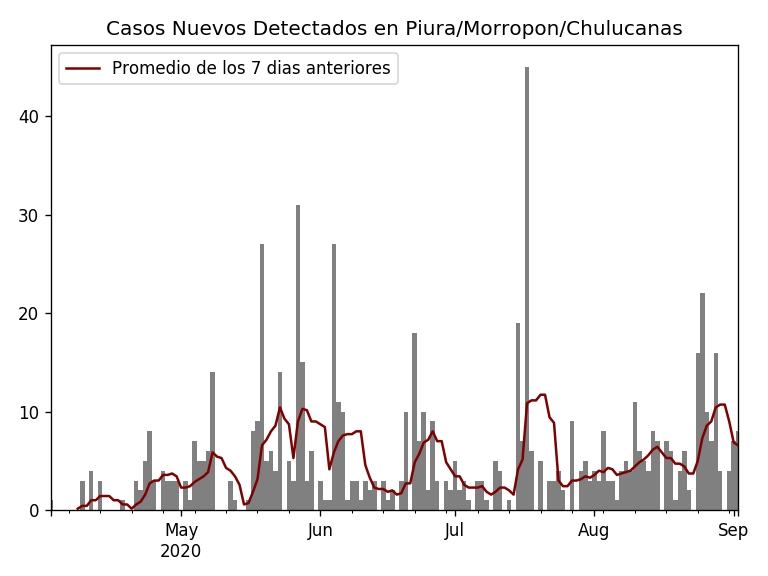 Casos Nuevos Detectados en Piura/Morropon/Chulucanas
Promedio de los 7 dias anteriores
40
30
20
10
0
May Jun Jul Aug Sep
2020